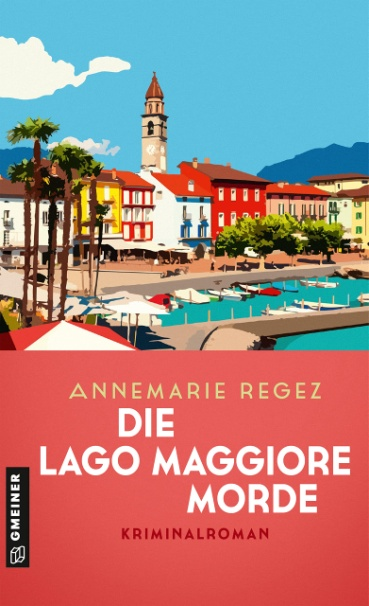 ANNEMARIE REGEZ
DIE
LAGO MAGGIORE
MORDE
KRIMINALROMAN
GMEINER